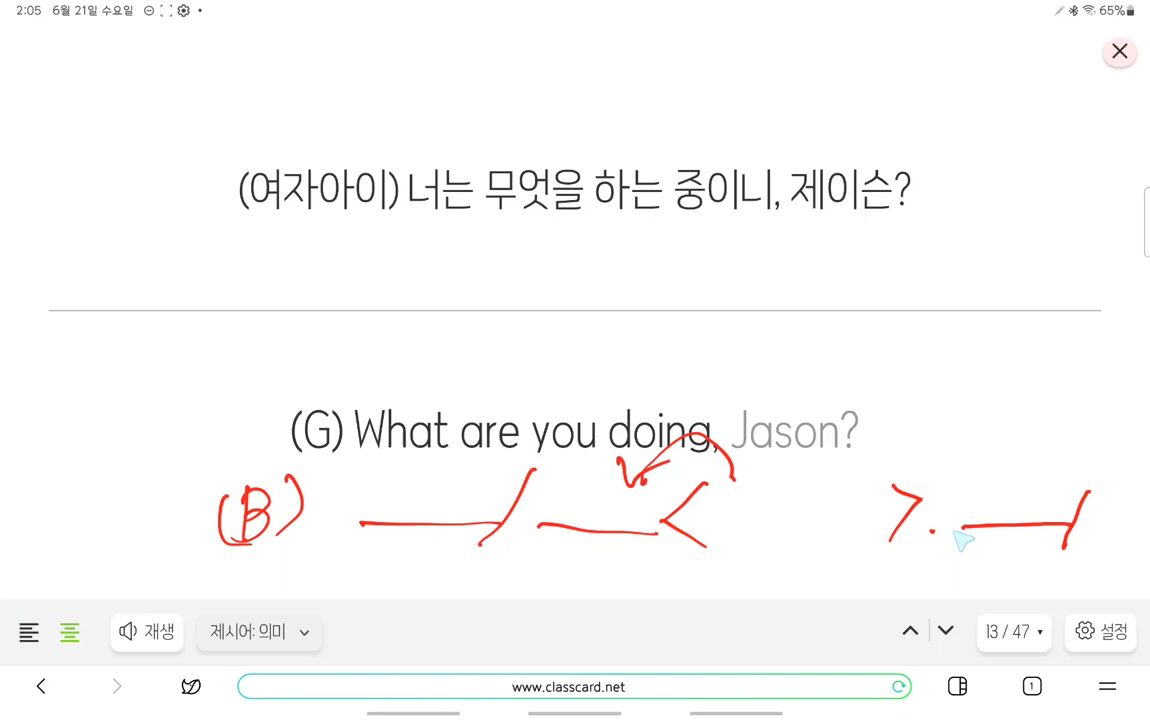 2:05 6월 21일 수요일 65%
(여자아이) 너는 무엇을 하는 중이니, 제이슨?
(G) What are you doing, Jason?
(B)
재생 제시어: 의미 13 / 47 설정
www.classcard.net 1